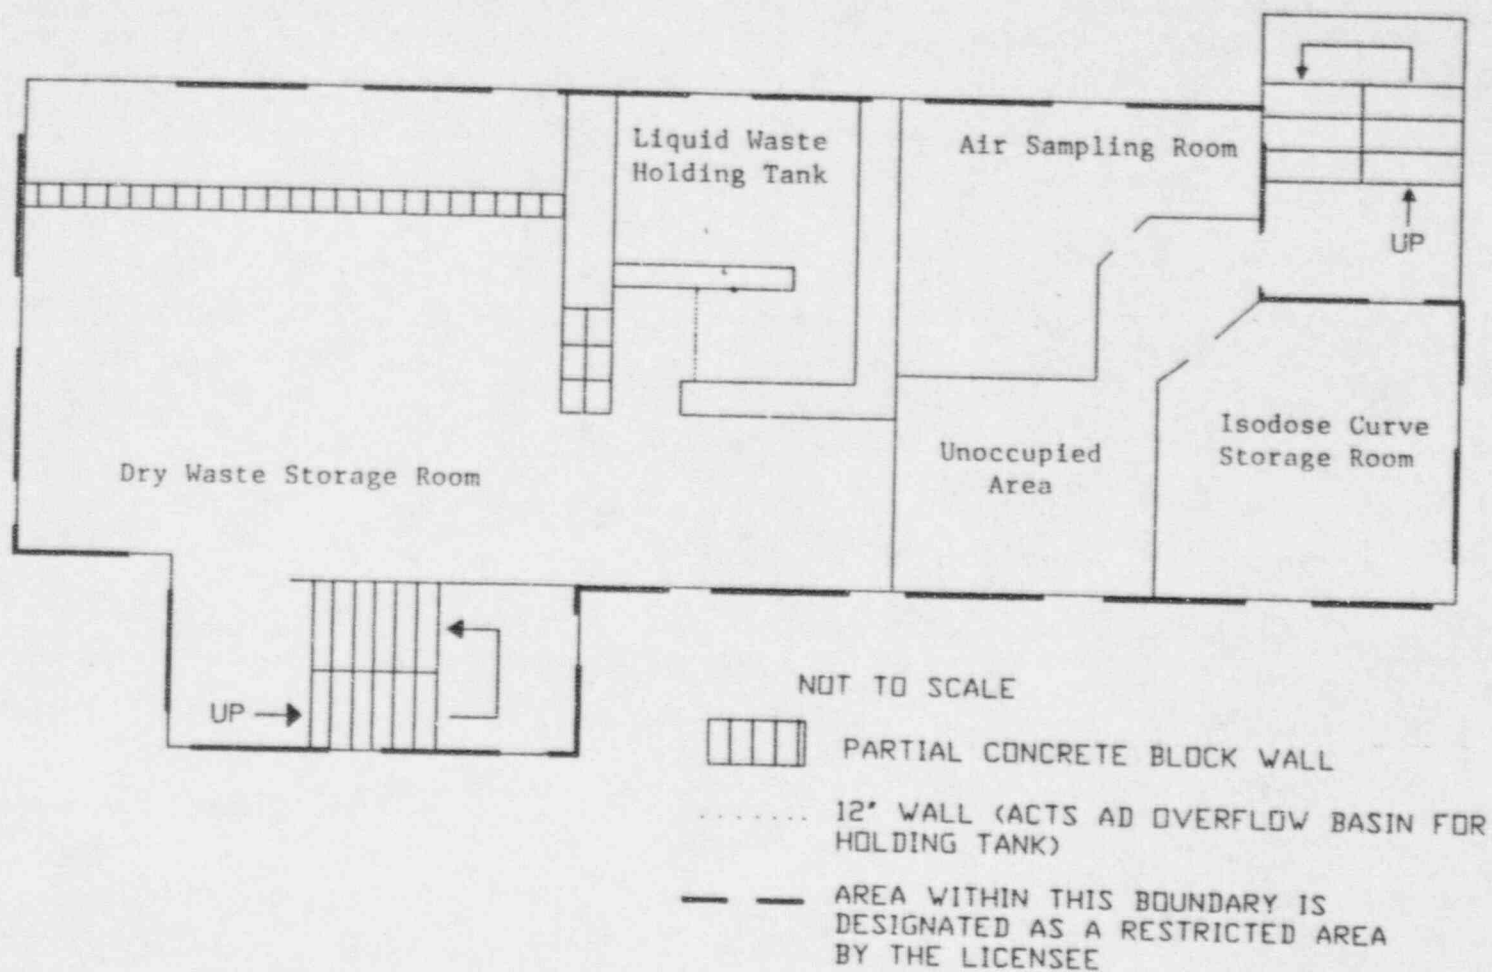 Liquid Waste
Holding Tank
Air Sampling Room
UP
Isodose Curve
Storage Room
Unoccupied
Area
Dry Waste Storage Room
UP
NOT TO SCALE
PARTIAL CONCRETE BLOCK WALL
12" WALL (ACTS AD OVERFLOW BASIN FOR
HOLDING TANK)
AREA WITHIN THIS BOUNDARY IS
DESIGNATED AS A RESTRICTED AREA
BY THE LICENSEE